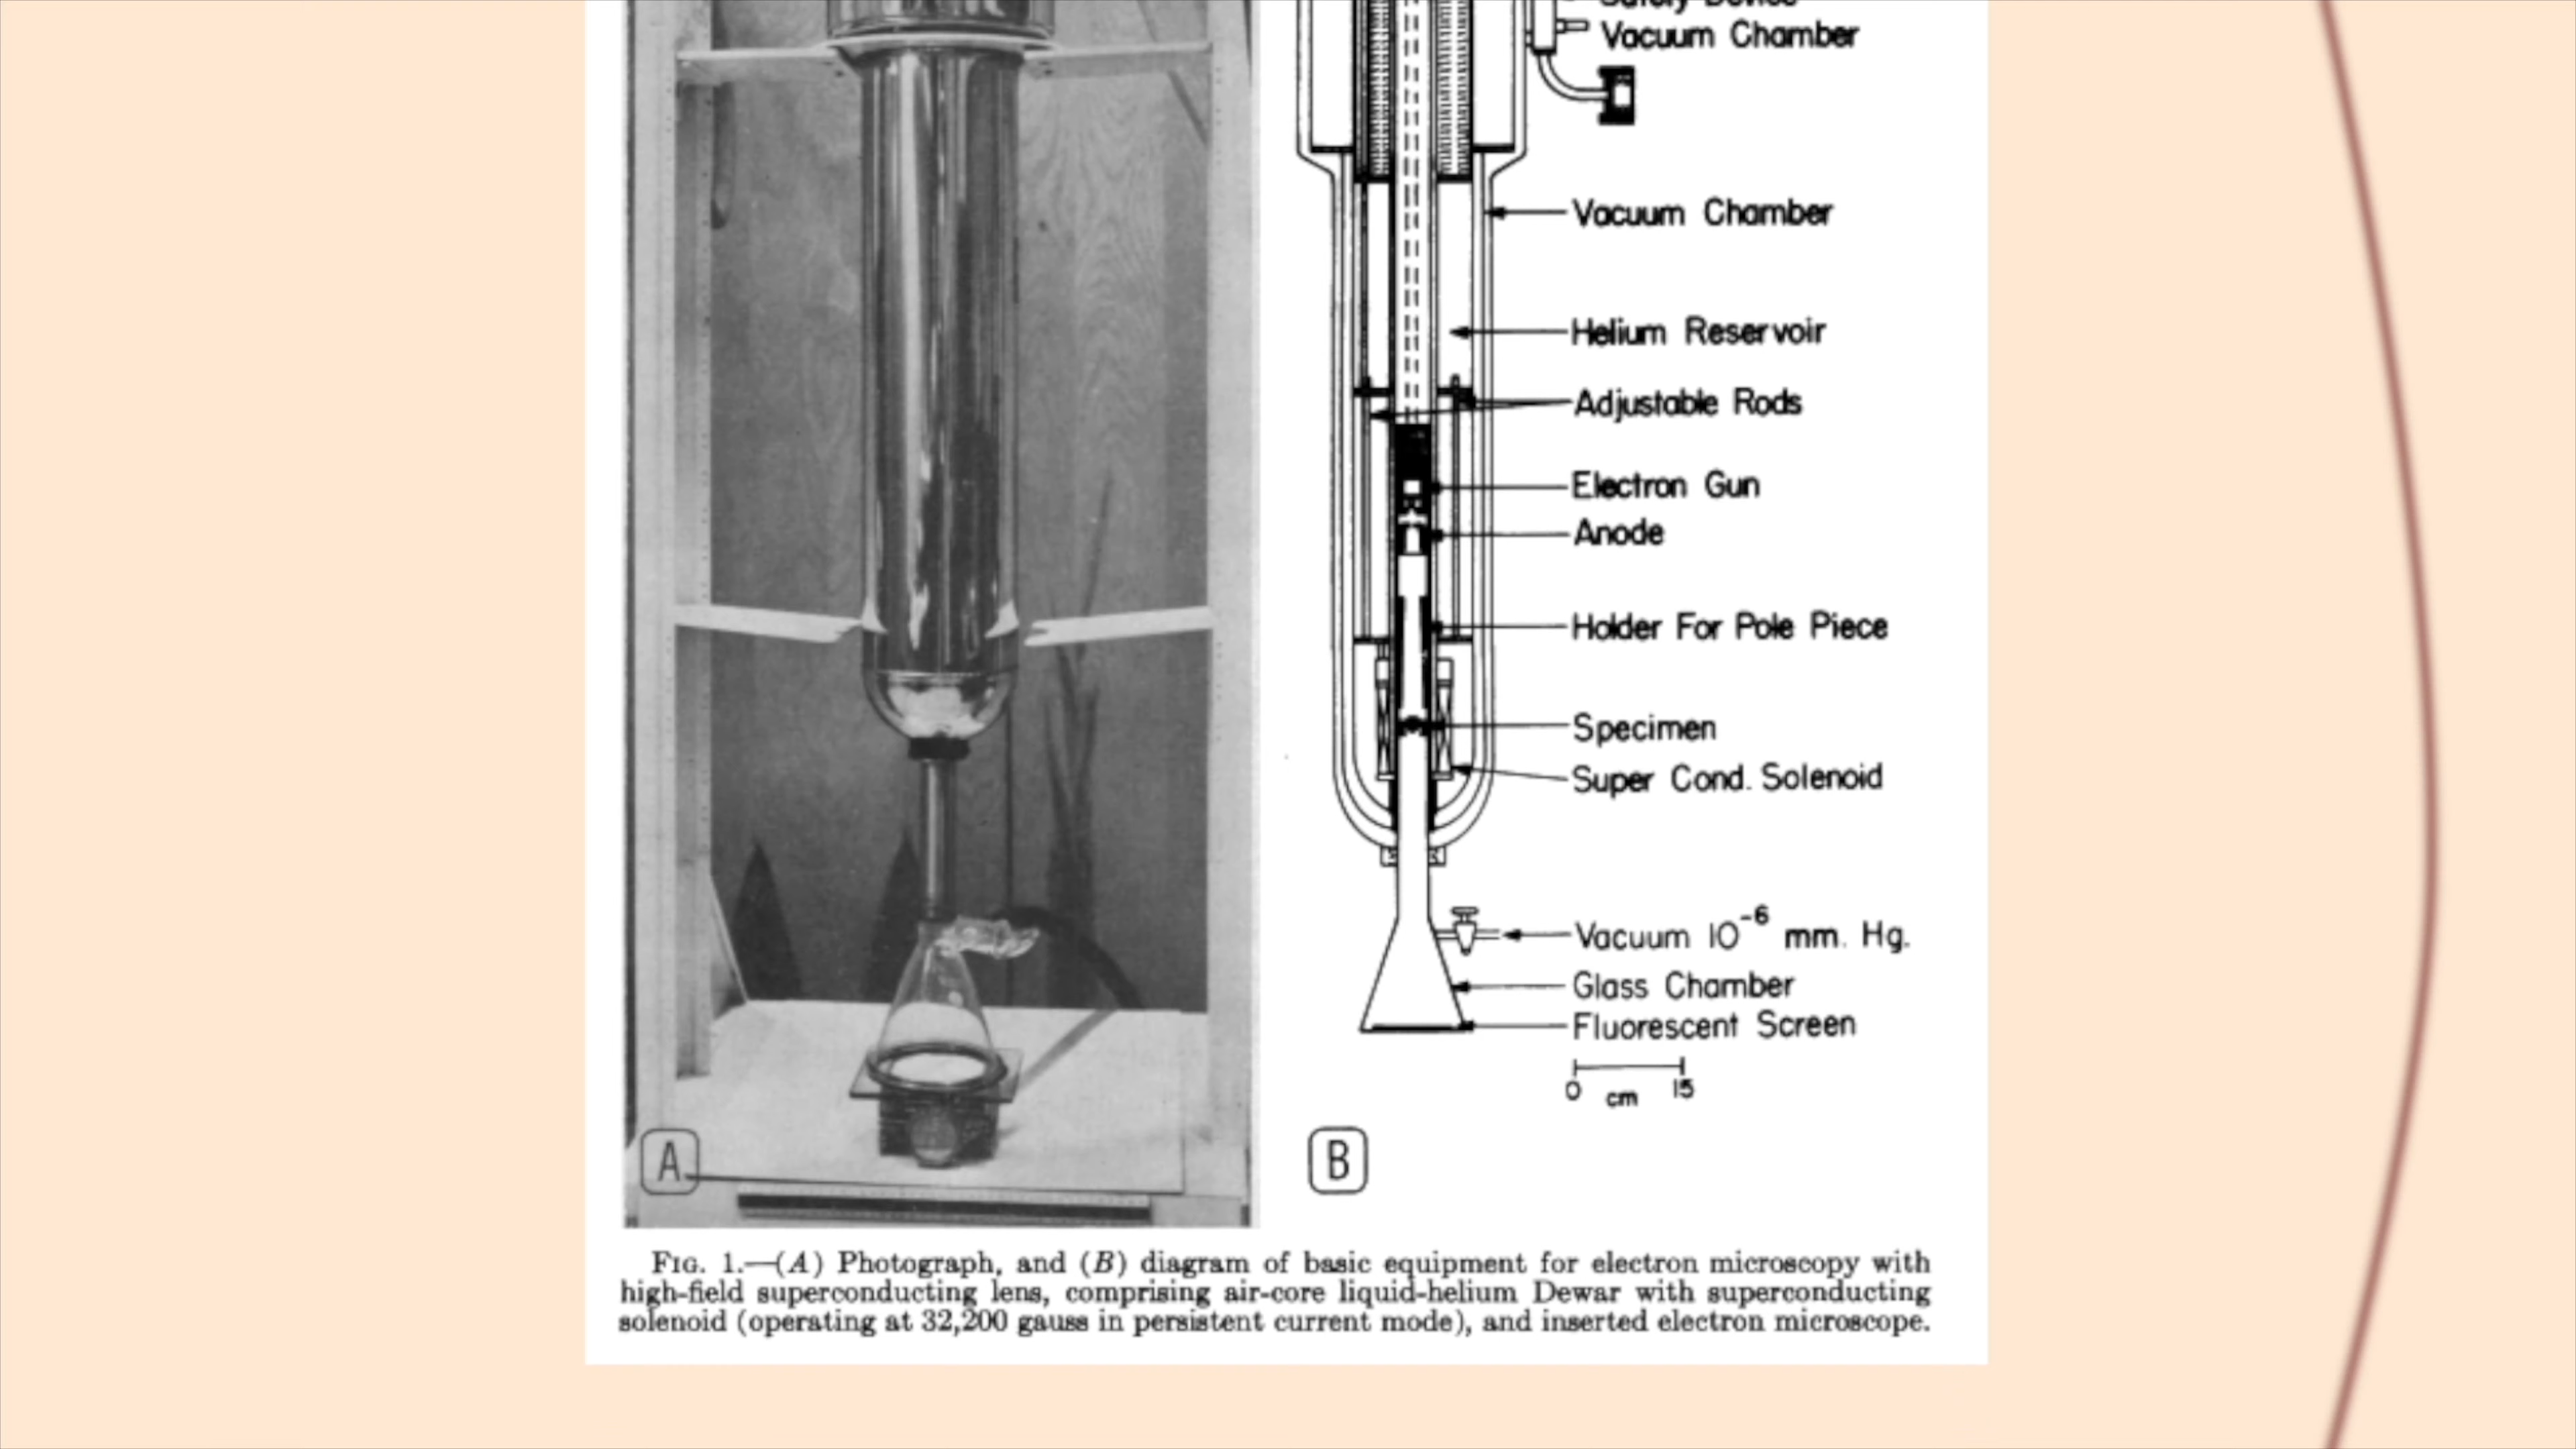 Safety Device
Vacuum Chamber
Vacuum Chamber
Helium Reservoir
Adjustable Rods
Electron Gun
Anode
Holder For Pole Piece
Specimen
Super Cond. Solenoid
Vacuum 10⁻⁶ mm. Hg.
Glass Chamber
Fluorescent Screen
0 cm 15
A
B
FIG. 1.—(A) Photograph, and (B) diagram of basic equipment for electron microscopy with
high-field superconducting lens, comprising air-core liquid-helium Dewar with superconducting
solenoid (operating at 32,200 gauss in persistent current mode), and inserted electron microscope.